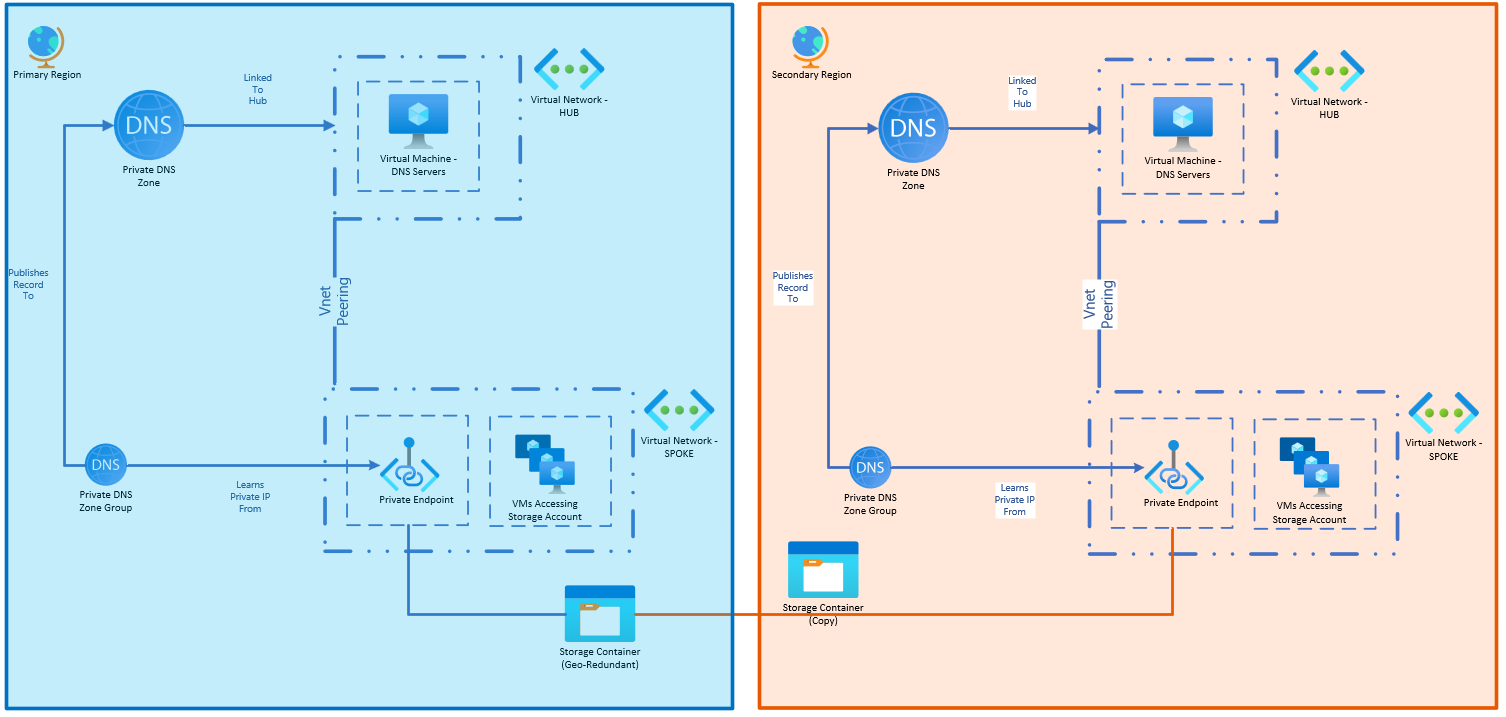 Primary Region
Linked
To
Hub
Virtual Network -
HUB
DNS
Private DNS
Zone
Virtual Machine -
DNS Servers
Publishes
Record
To
Vnet
Peering
Virtual Network -
SPOKE
DNS
Private DNS
Zone Group
Learns
Private IP
From
Private Endpoint
VMs Accessing
Storage Account
Storage Container
(Geo-Redundant)
Secondary Region
Linked
To
Hub
Virtual Network -
HUB
DNS
Private DNS
Zone
Virtual Machine -
DNS Servers
Publishes
Record
To
Vnet
Peering
Virtual Network -
SPOKE
DNS
Private DNS
Zone Group
Learns
Private IP
From
Private Endpoint
VMs Accessing
Storage Account
Storage Container
(Copy)